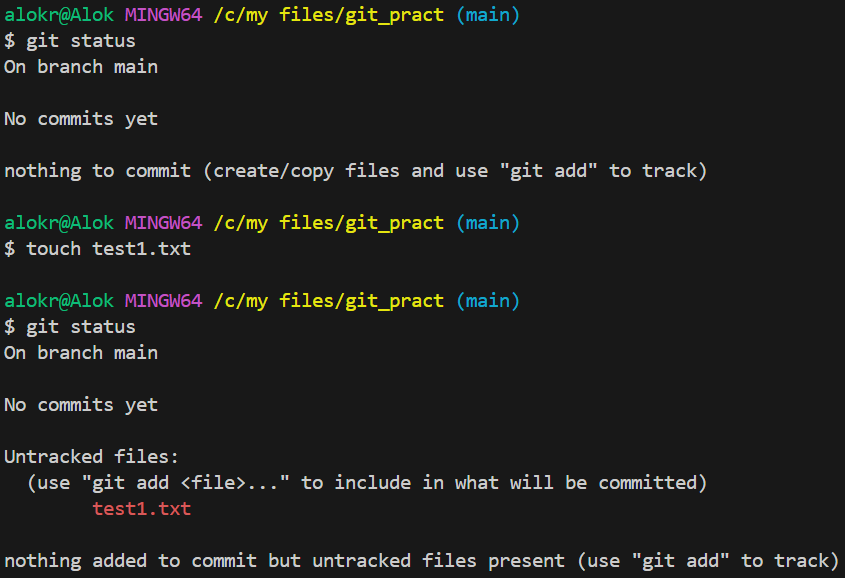 alokr@Alok MINGW64 /c/my files/git_pract (main)
$ git status
On branch main
No commits yet
nothing to commit (create/copy files and use "git add" to track)
alokr@Alok MINGW64 /c/my files/git_pract (main)
$ touch test1.txt
alokr@Alok MINGW64 /c/my files/git_pract (main)
$ git status
On branch main
No commits yet
Untracked files:
  (use "git add <file>..." to include in what will be committed)
        test1.txt
nothing added to commit but untracked files present (use "git add" to track)